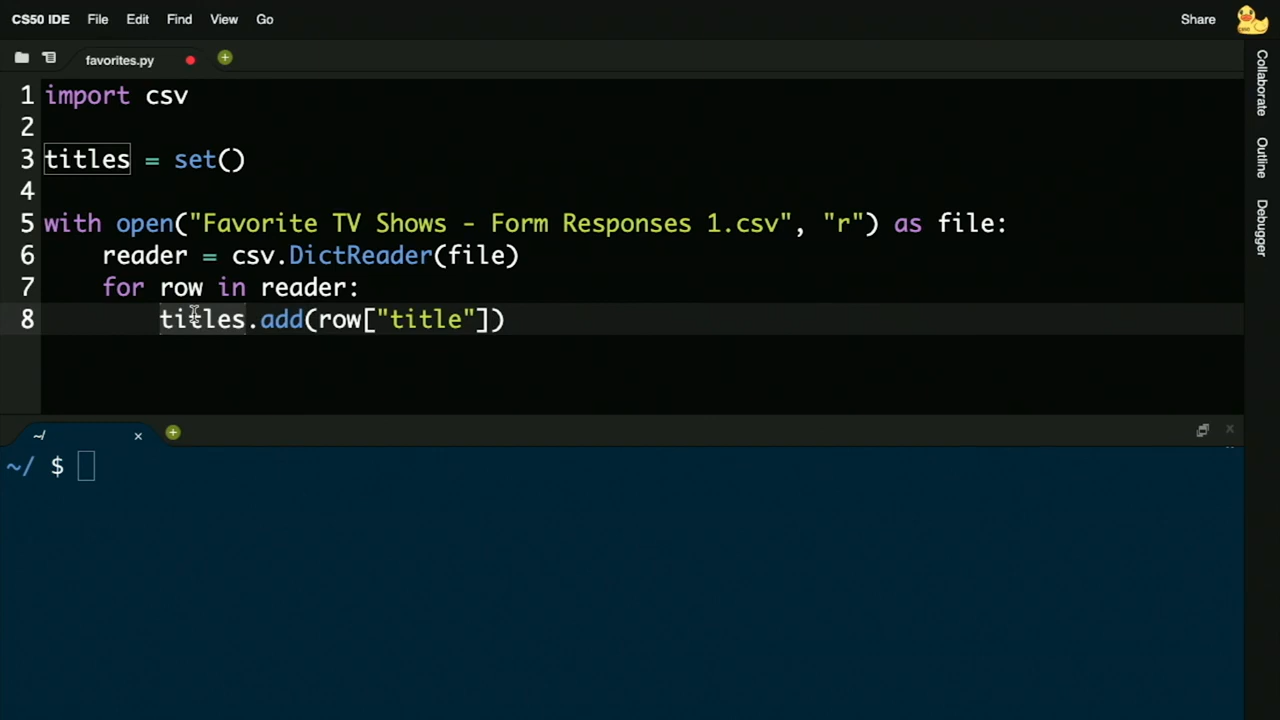 CS50 IDE File Edit Find View Go Share
favorites.py
1 import csv
2
3 titles = set()
4
5 with open("Favorite TV Shows - Form Responses 1.csv", "r") as file:
6     reader = csv.DictReader(file)
7     for row in reader:
8         titles.add(row["title"])
~/
~/ $
Collaborate
Outline
Debugger